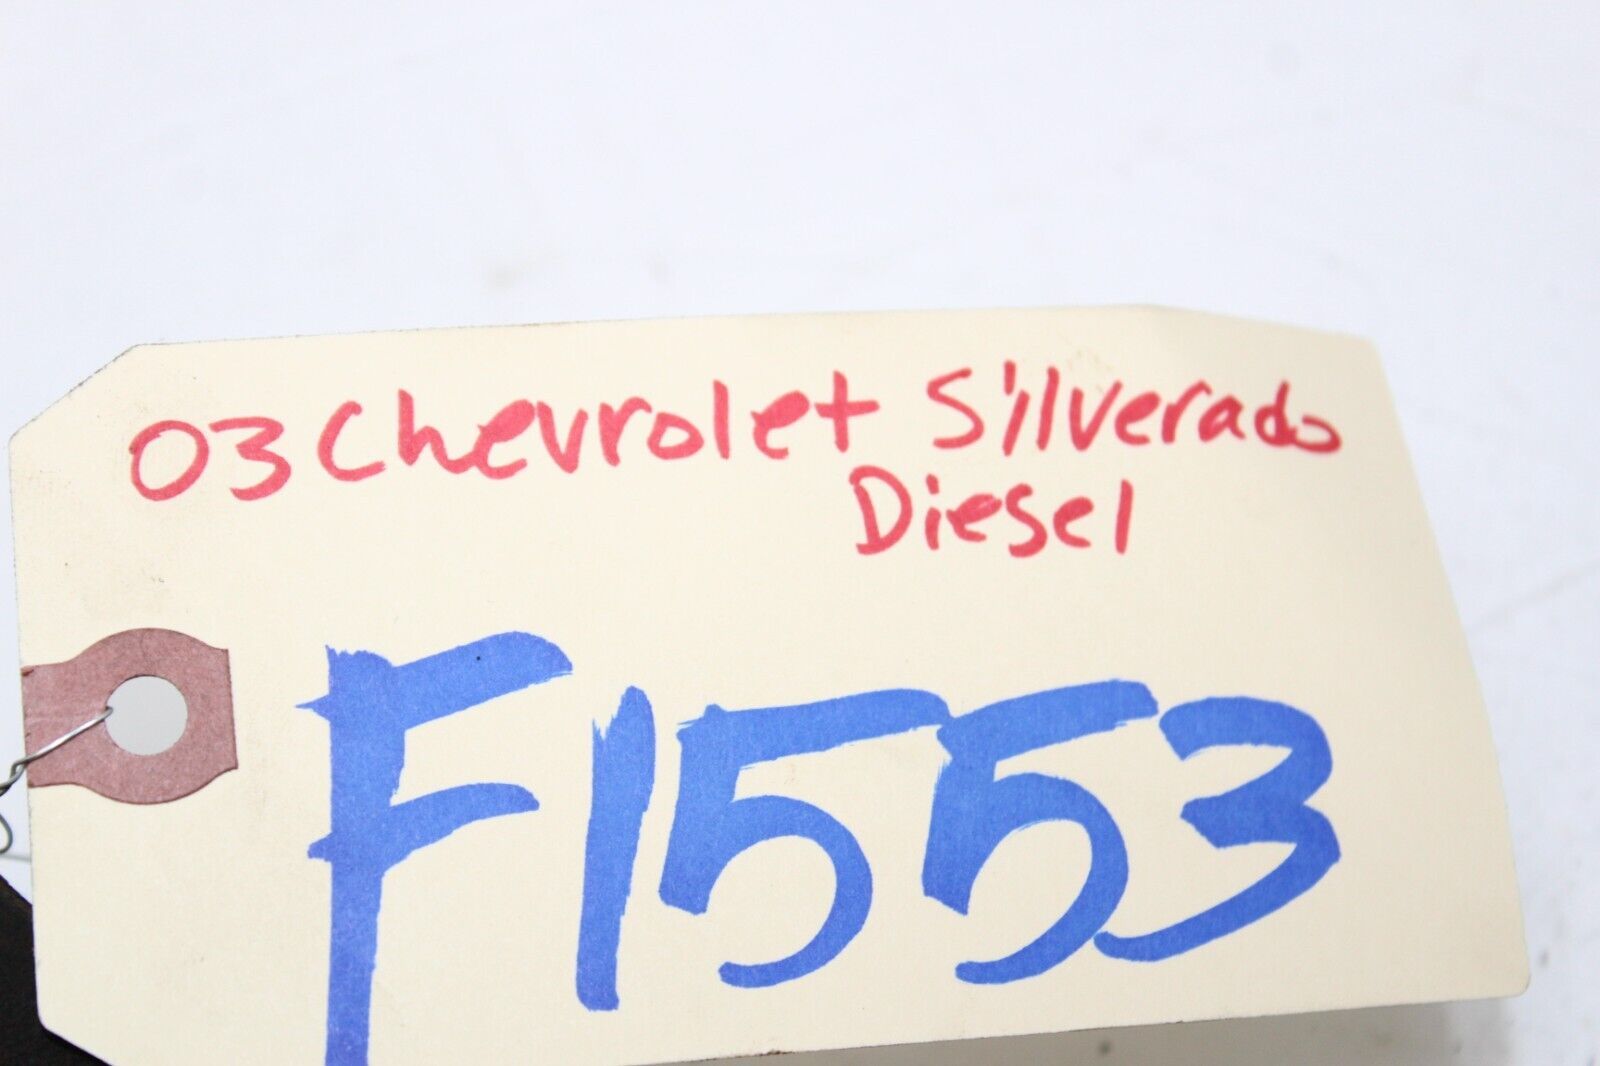 03 Chevrolet Silverado
Diesel
F1553